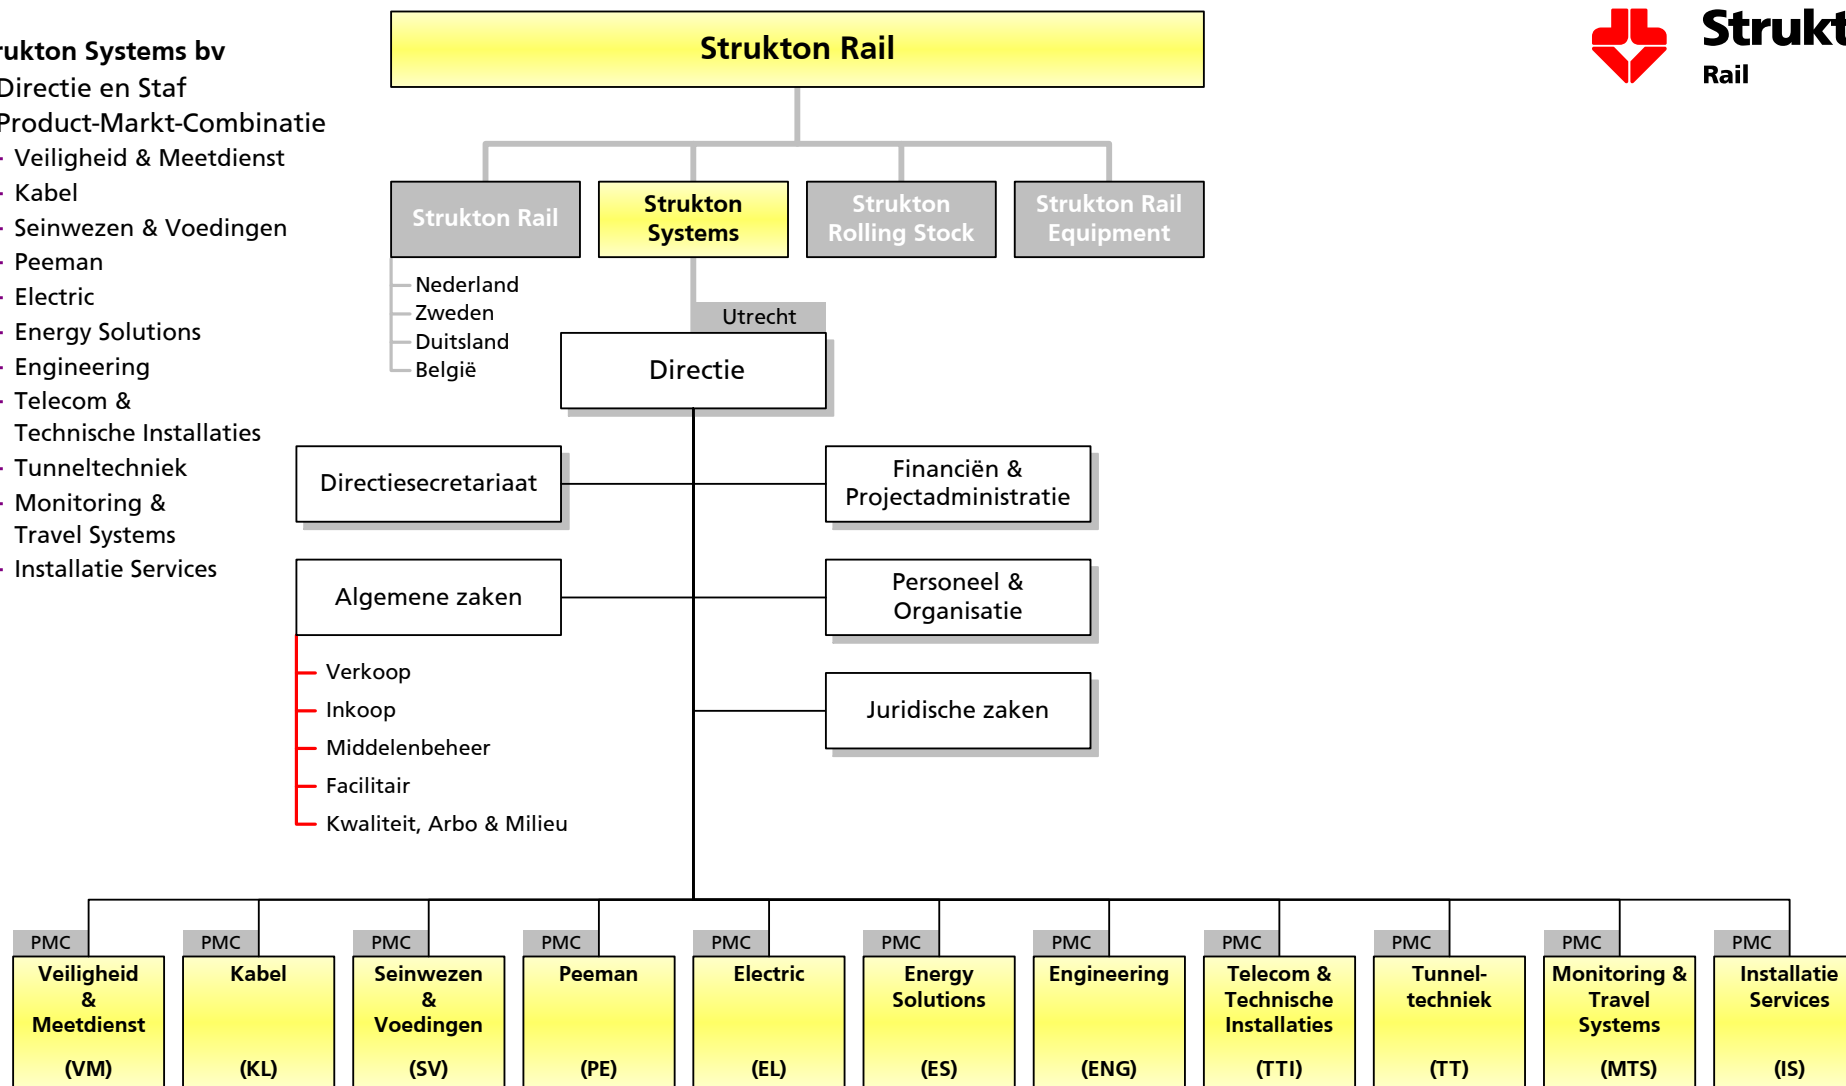 rukton Systems bv
Directie en Staf
Product-Markt-Combinatie
- Veiligheid & Meetdienst
- Kabel
- Seinwezen & Voedingen
- Peeman
- Electric
- Energy Solutions
- Engineering
- Telecom &
Technische Installaties
- Tunneltechniek
- Monitoring &
Travel Systems
- Installatie Services
Strukton Rail
Strukt
Rail
Strukton Rail
Strukton
Systems
Strukton
Rolling Stock
Strukton Rail
Equipment
Nederland
Zweden
Duitsland
België
Utrecht
Directie
Directiesecretariaat
Financiën &
Projectadministratie
Algemene zaken
Personeel &
Organisatie
Verkoop
Inkoop
Middelenbeheer
Facilitair
Kwaliteit, Arbo & Milieu
Juridische zaken
PMC
Veiligheid
&
Meetdienst
(VM)
PMC
Kabel
(KL)
PMC
Seinwezen
&
Voedingen
(SV)
PMC
Peeman
(PE)
PMC
Electric
(EL)
PMC
Energy
Solutions
(ES)
PMC
Engineering
(ENG)
PMC
Telecom &
Technische
Installaties
(TTI)
PMC
Tunnel-
techniek
(TT)
PMC
Monitoring &
Travel
Systems
(MTS)
PMC
Installatie
Services
(IS)